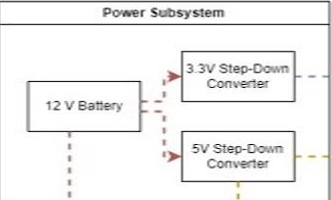 Power Subsystem
3.3V Step-Down
Converter
12 V Battery
5V Step-Down
Converter